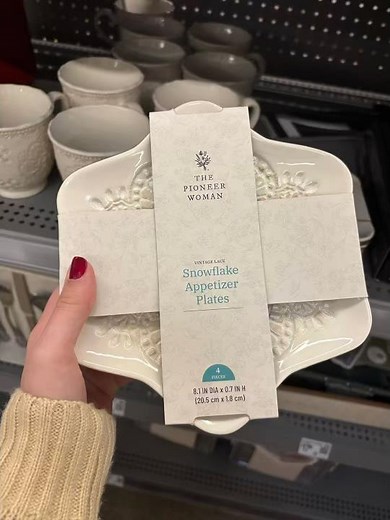 THE
PIONEER
WOMAN
VINTAGE LACE
Snowflake
Appetizer
Plates
4
PIECES
8.1 IN DIA x 0.7 IN H
(20.5 cm x 1.8 cm)